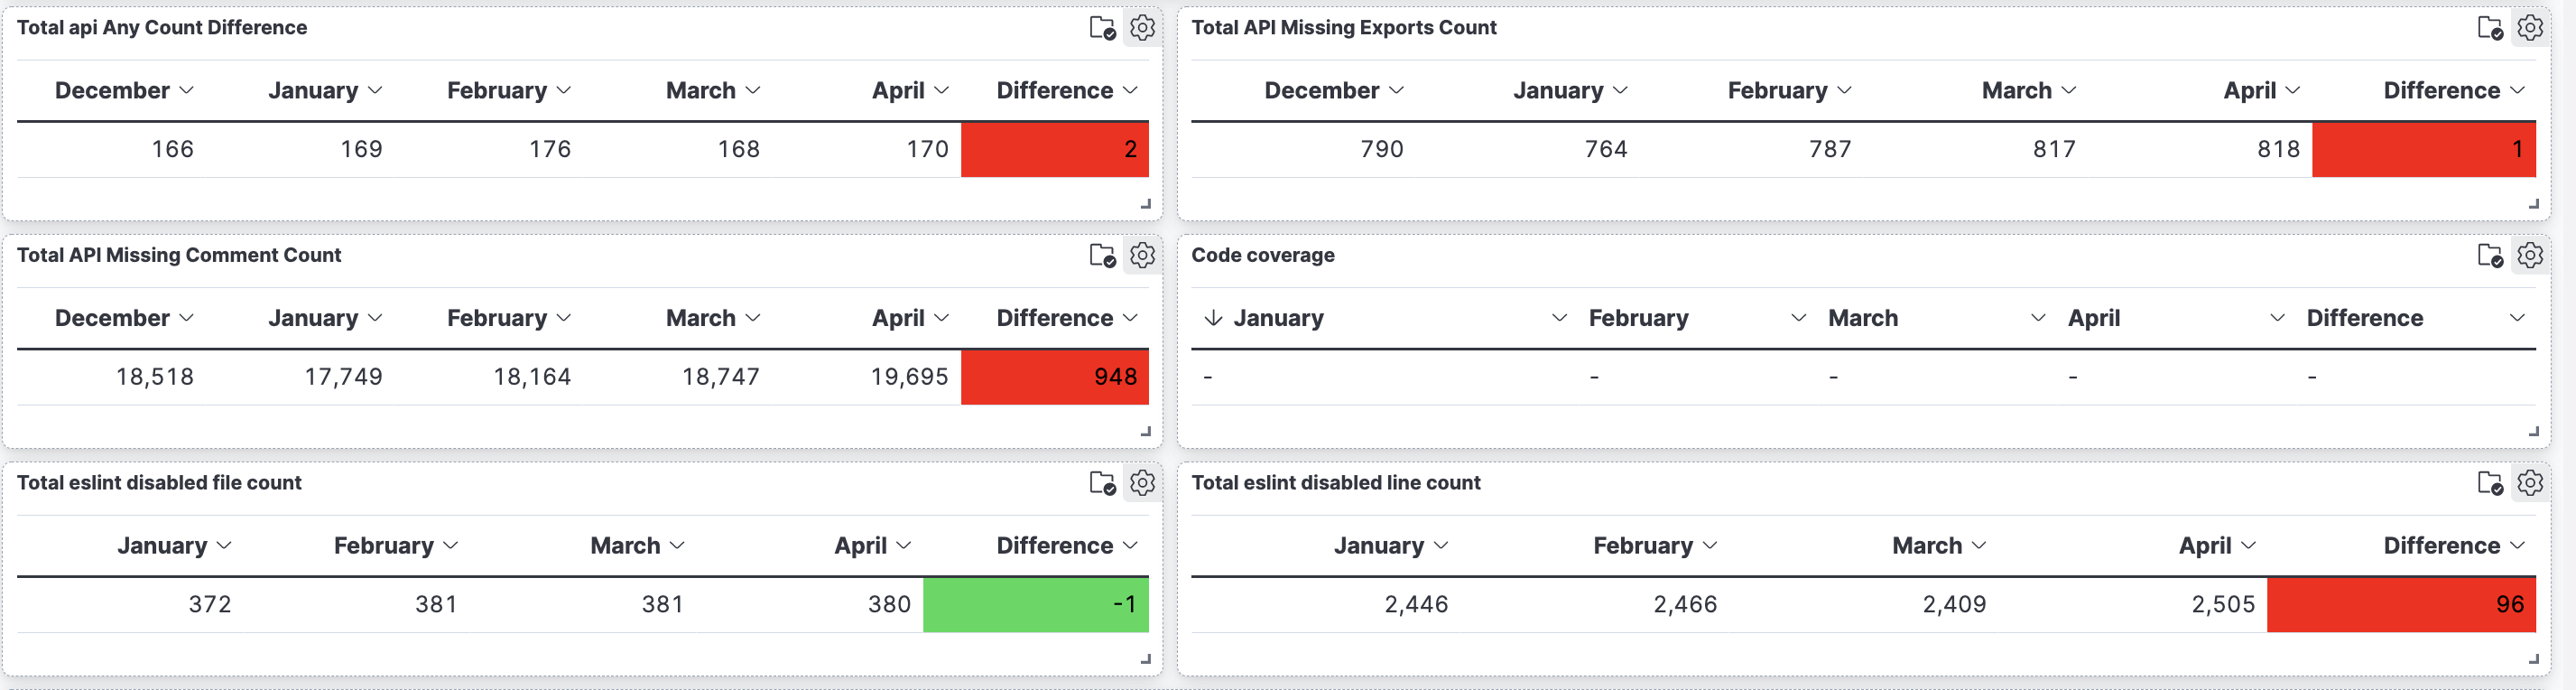 Total api Any Count Difference
December January February March April Difference
166 169 176 168 170 2
Total API Missing Exports Count
December January February March April Difference
790 764 787 817 818 1
Total API Missing Comment Count
December January February March April Difference
18,518 17,749 18,164 18,747 19,695 948
Code coverage
January February March April Difference
- - - - -
Total eslint disabled file count
January February March April Difference
372 381 381 380 -1
Total eslint disabled line count
January February March April Difference
2,446 2,466 2,409 2,505 96